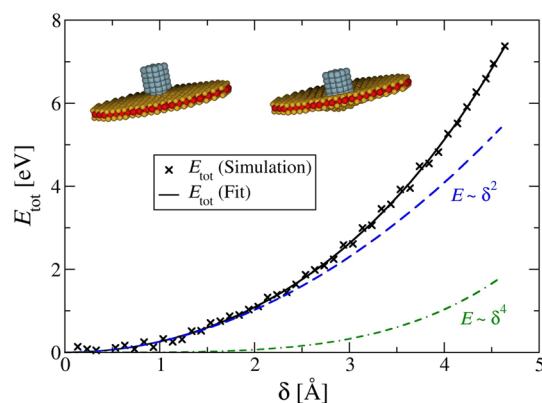 8
6
4
2
0
E_tot [eV]
E_tot (Simulation)
E_tot (Fit)
E ~ δ²
E ~ δ⁴
0 1 2 3 4 5
δ [Å]